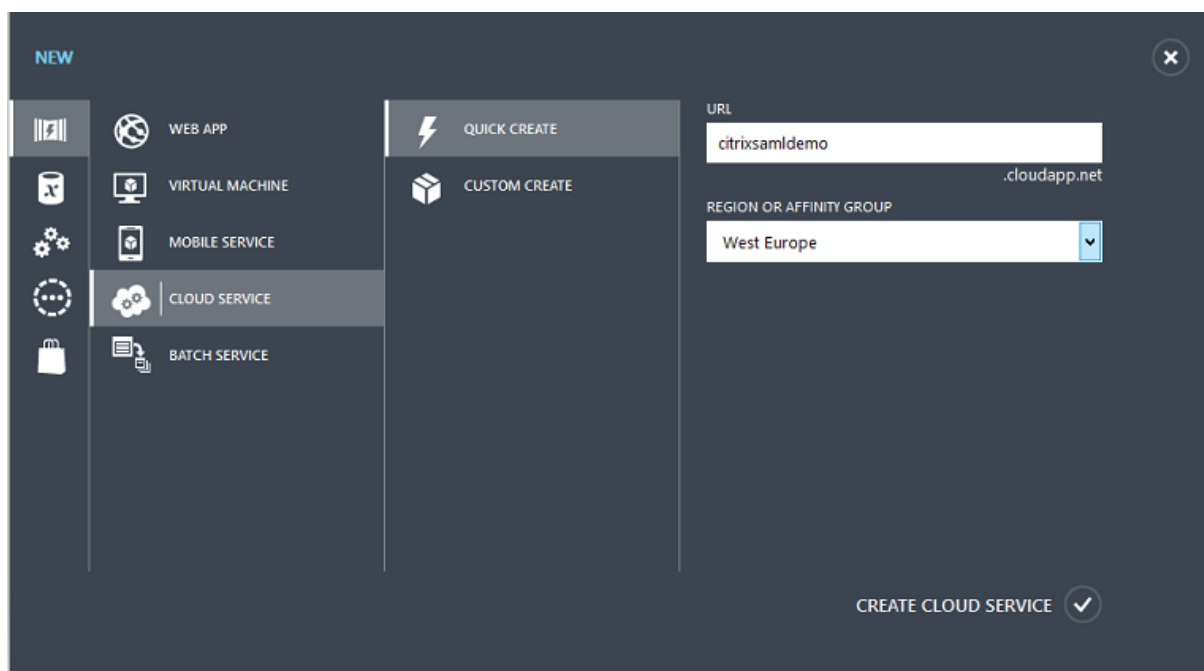 NEW
WEB APP
VIRTUAL MACHINE
MOBILE SERVICE
CLOUD SERVICE
BATCH SERVICE
QUICK CREATE
CUSTOM CREATE
URL
citrixsamldemo
.cloudapp.net
REGION OR AFFINITY GROUP
West Europe
CREATE CLOUD SERVICE